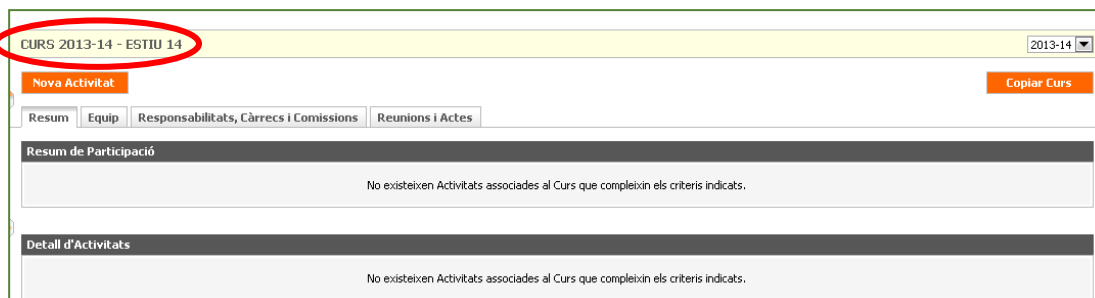 CURS 2013-14 - ESTIU 14 2013-14
Nova Activitat Copiar Curs
Resum Equip Responsabilitats, Càrrecs i Comissions Reunions i Actes
Resum de Participació
No existeixen Activitats associades al Curs que compleixin els criteris indicats.
Detall d'Activitats
No existeixen Activitats associades al Curs que compleixin els criteris indicats.